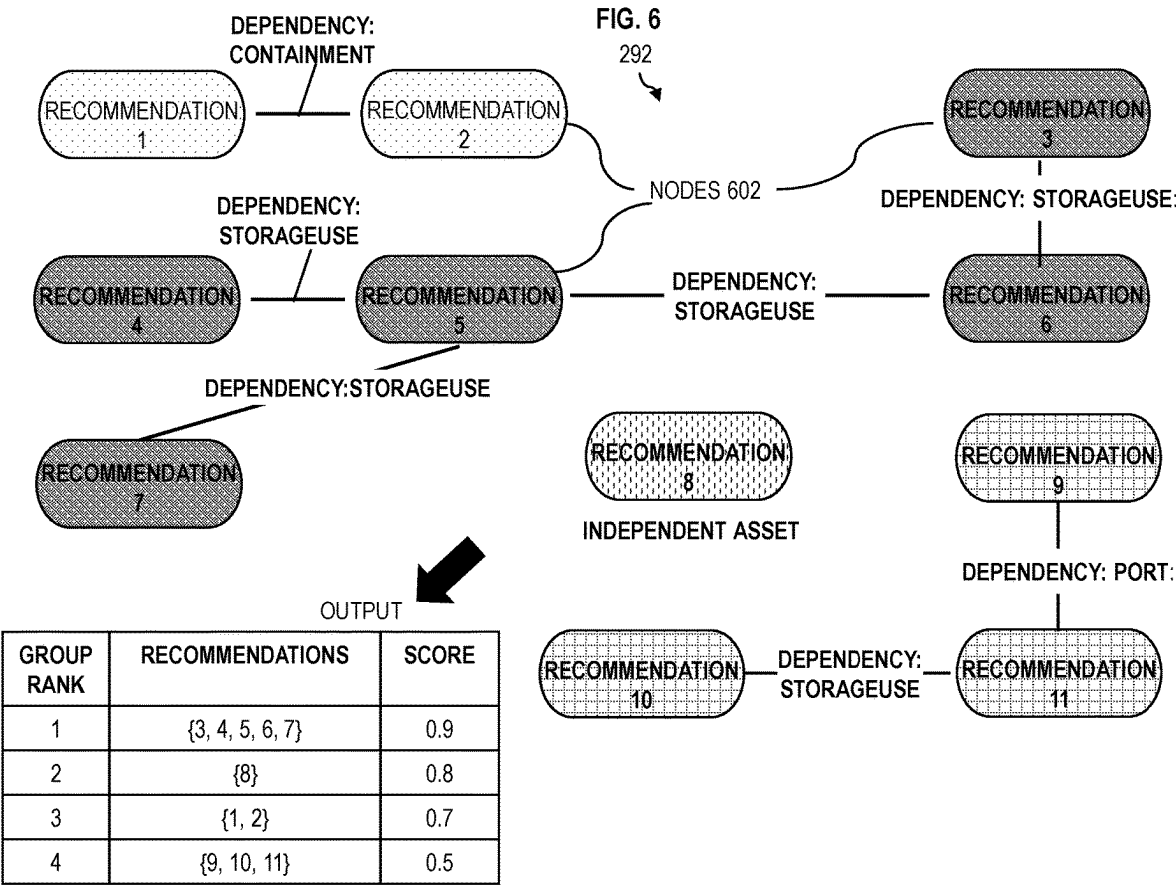 FIG. 6
292
DEPENDENCY:
CONTAINMENT
RECOMMENDATION
1
RECOMMENDATION
2
RECOMMENDATION
3
NODES 602
DEPENDENCY: STORAGEUSE:
DEPENDENCY:
STORAGEUSE
RECOMMENDATION
4
RECOMMENDATION
5
DEPENDENCY:
STORAGEUSE
RECOMMENDATION
6
DEPENDENCY:STORAGEUSE
RECOMMENDATION
7
RECOMMENDATION
8
INDEPENDENT ASSET
RECOMMENDATION
9
DEPENDENCY: PORT:
RECOMMENDATION
10
DEPENDENCY:
STORAGEUSE
RECOMMENDATION
11
OUTPUT
GROUP RANK RECOMMENDATIONS SCORE
1 {3, 4, 5, 6, 7} 0.9
2 {8} 0.8
3 {1, 2} 0.7
4 {9, 10, 11} 0.5